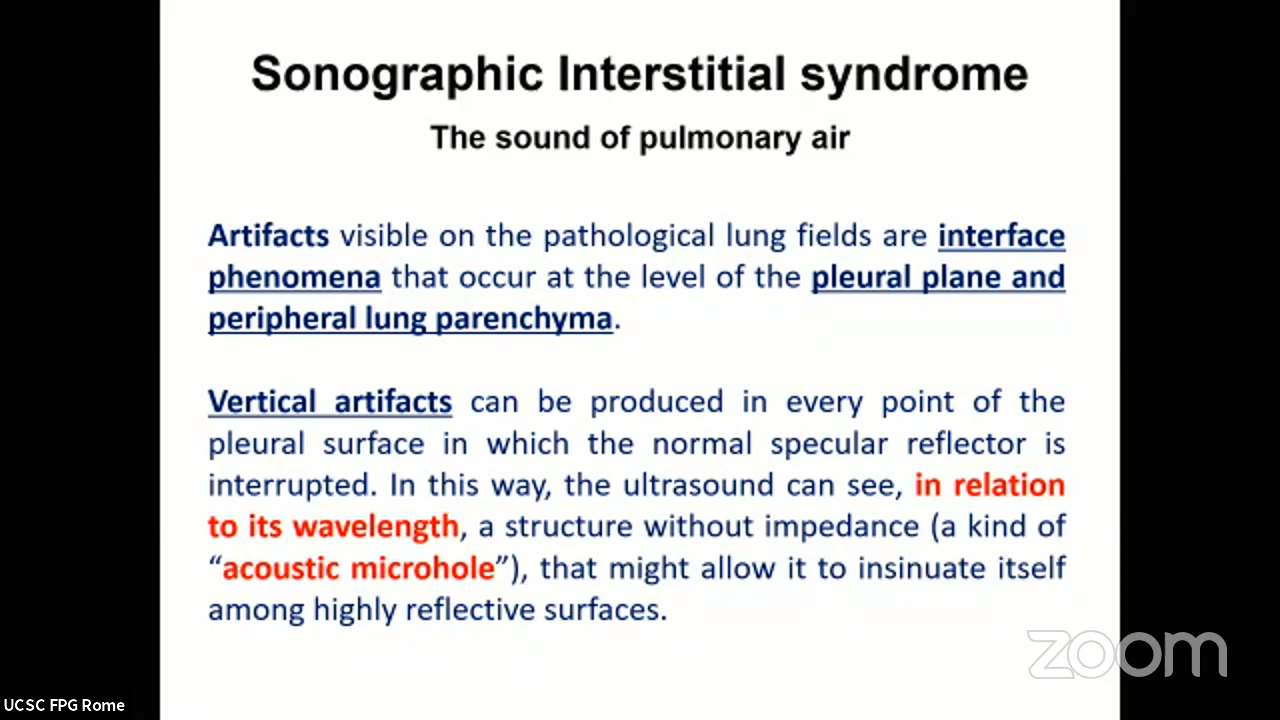 Sonographic Interstitial syndrome
The sound of pulmonary air
Artifacts visible on the pathological lung fields are interface
phenomena that occur at the level of the pleural plane and
peripheral lung parenchyma.
Vertical artifacts can be produced in every point of the
pleural surface in which the normal specular reflector is
interrupted. In this way, the ultrasound can see, in relation
to its wavelength, a structure without impedance (a kind of
“acoustic microhole”), that might allow it to insinuate itself
among highly reflective surfaces.
zoom
UCSC FPG Rome